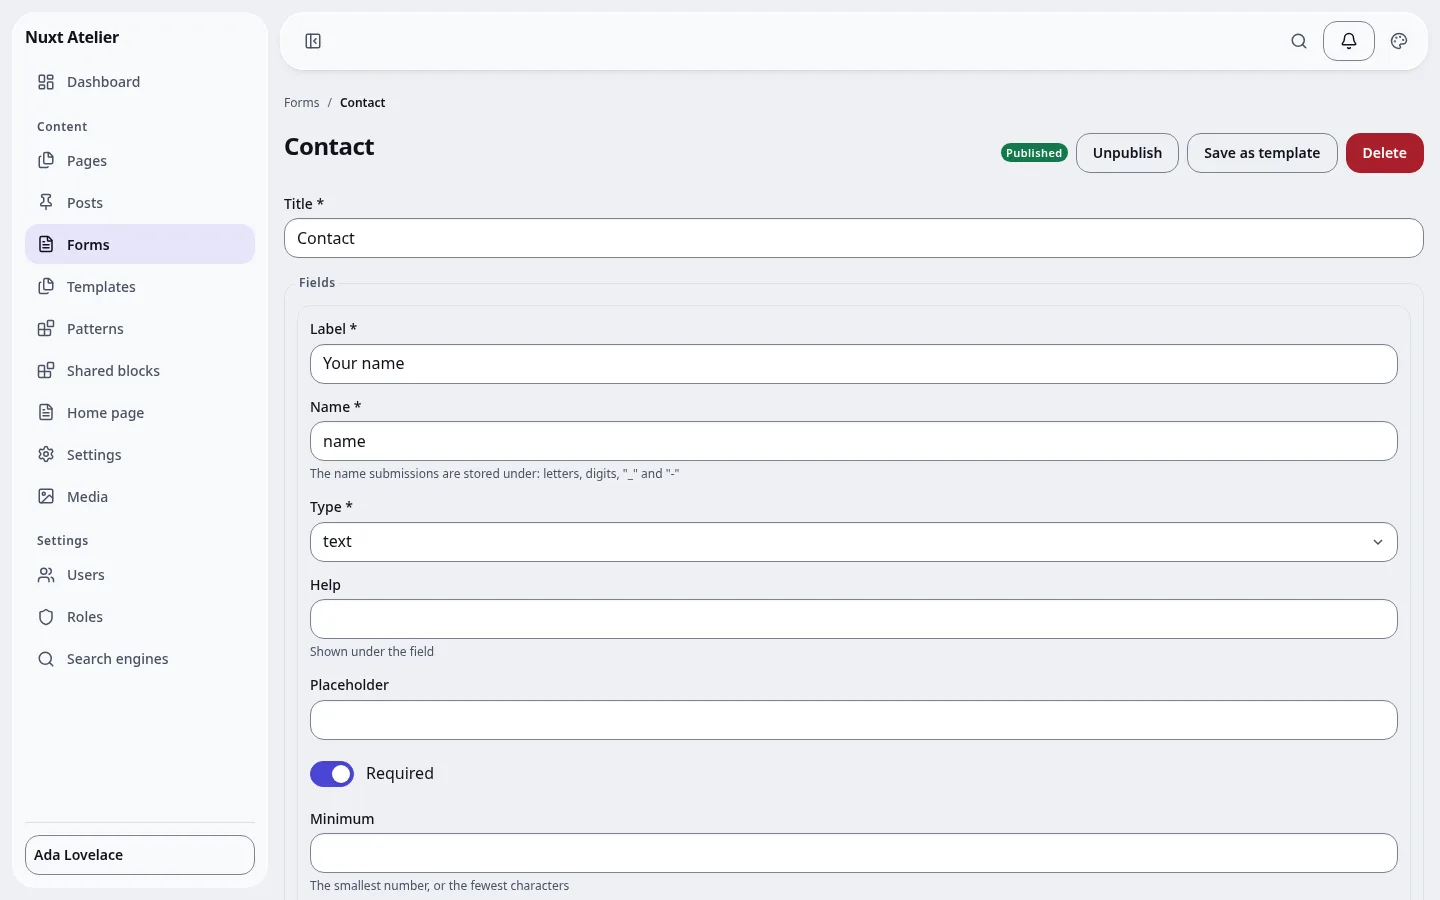 Nuxt Atelier
Dashboard
Content
Pages
Posts
Forms
Templates
Patterns
Shared blocks
Home page
Settings
Media
Settings
Users
Roles
Search engines
Ada Lovelace
Forms / Contact
Contact
Published
Unpublish
Save as template
Delete
Title *
Contact
Fields
Label *
Your name
Name *
name
The name submissions are stored under: letters, digits, "_" and "-"
Type *
text
Help
Shown under the field
Placeholder
Required
Minimum
The smallest number, or the fewest characters